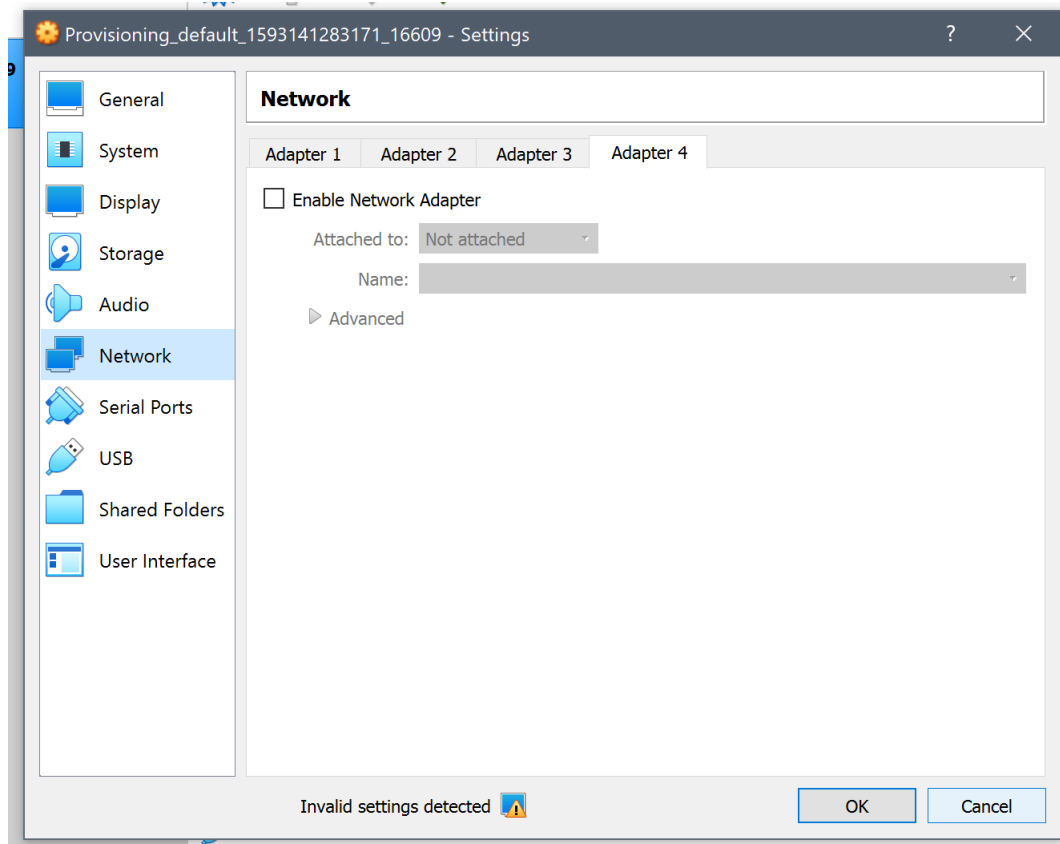 Provisioning_default_1593141283171_16609 - Settings
?
9
General
System
Display
Storage
Audio
Network
Serial Ports
USB
Shared Folders
User Interface
Network
Adapter 1
Adapter 2
Adapter 3
Adapter 4
Enable Network Adapter
Attached to: Not attached
Name:
Advanced
Invalid settings detected
OK
Cancel